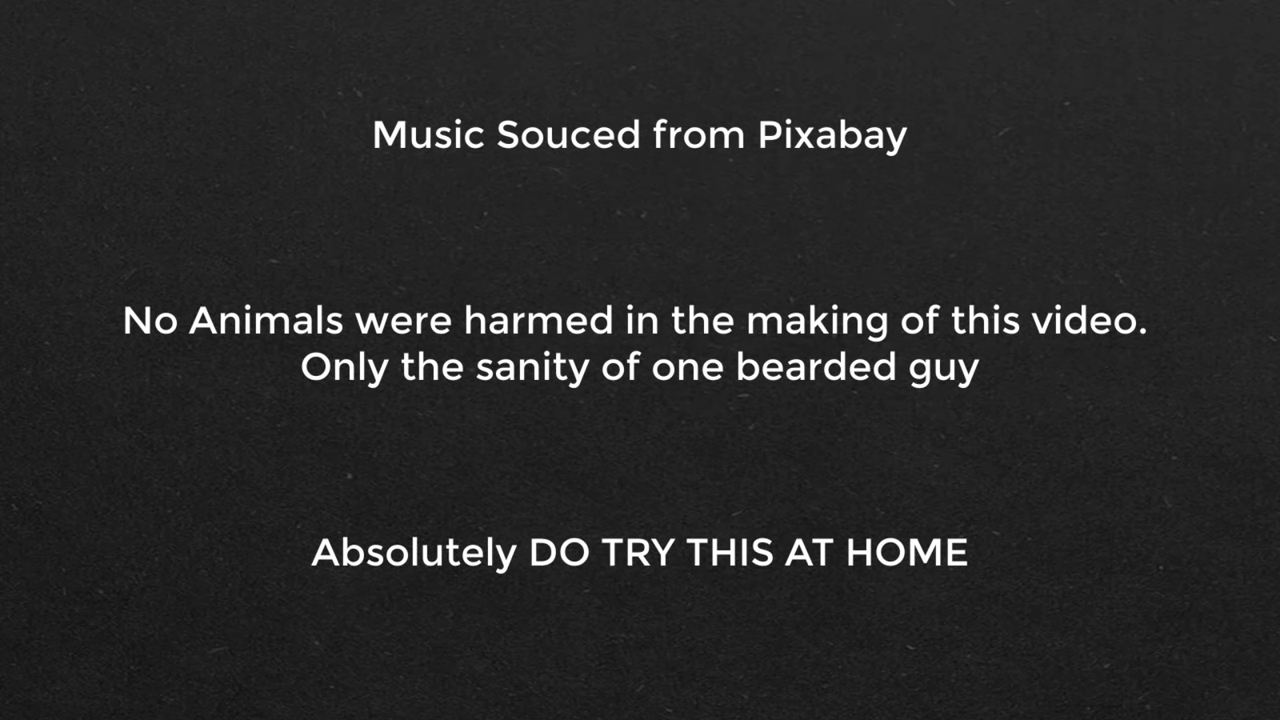 Music Souced from Pixabay
No Animals were harmed in the making of this video.
Only the sanity of one bearded guy
Absolutely DO TRY THIS AT HOME